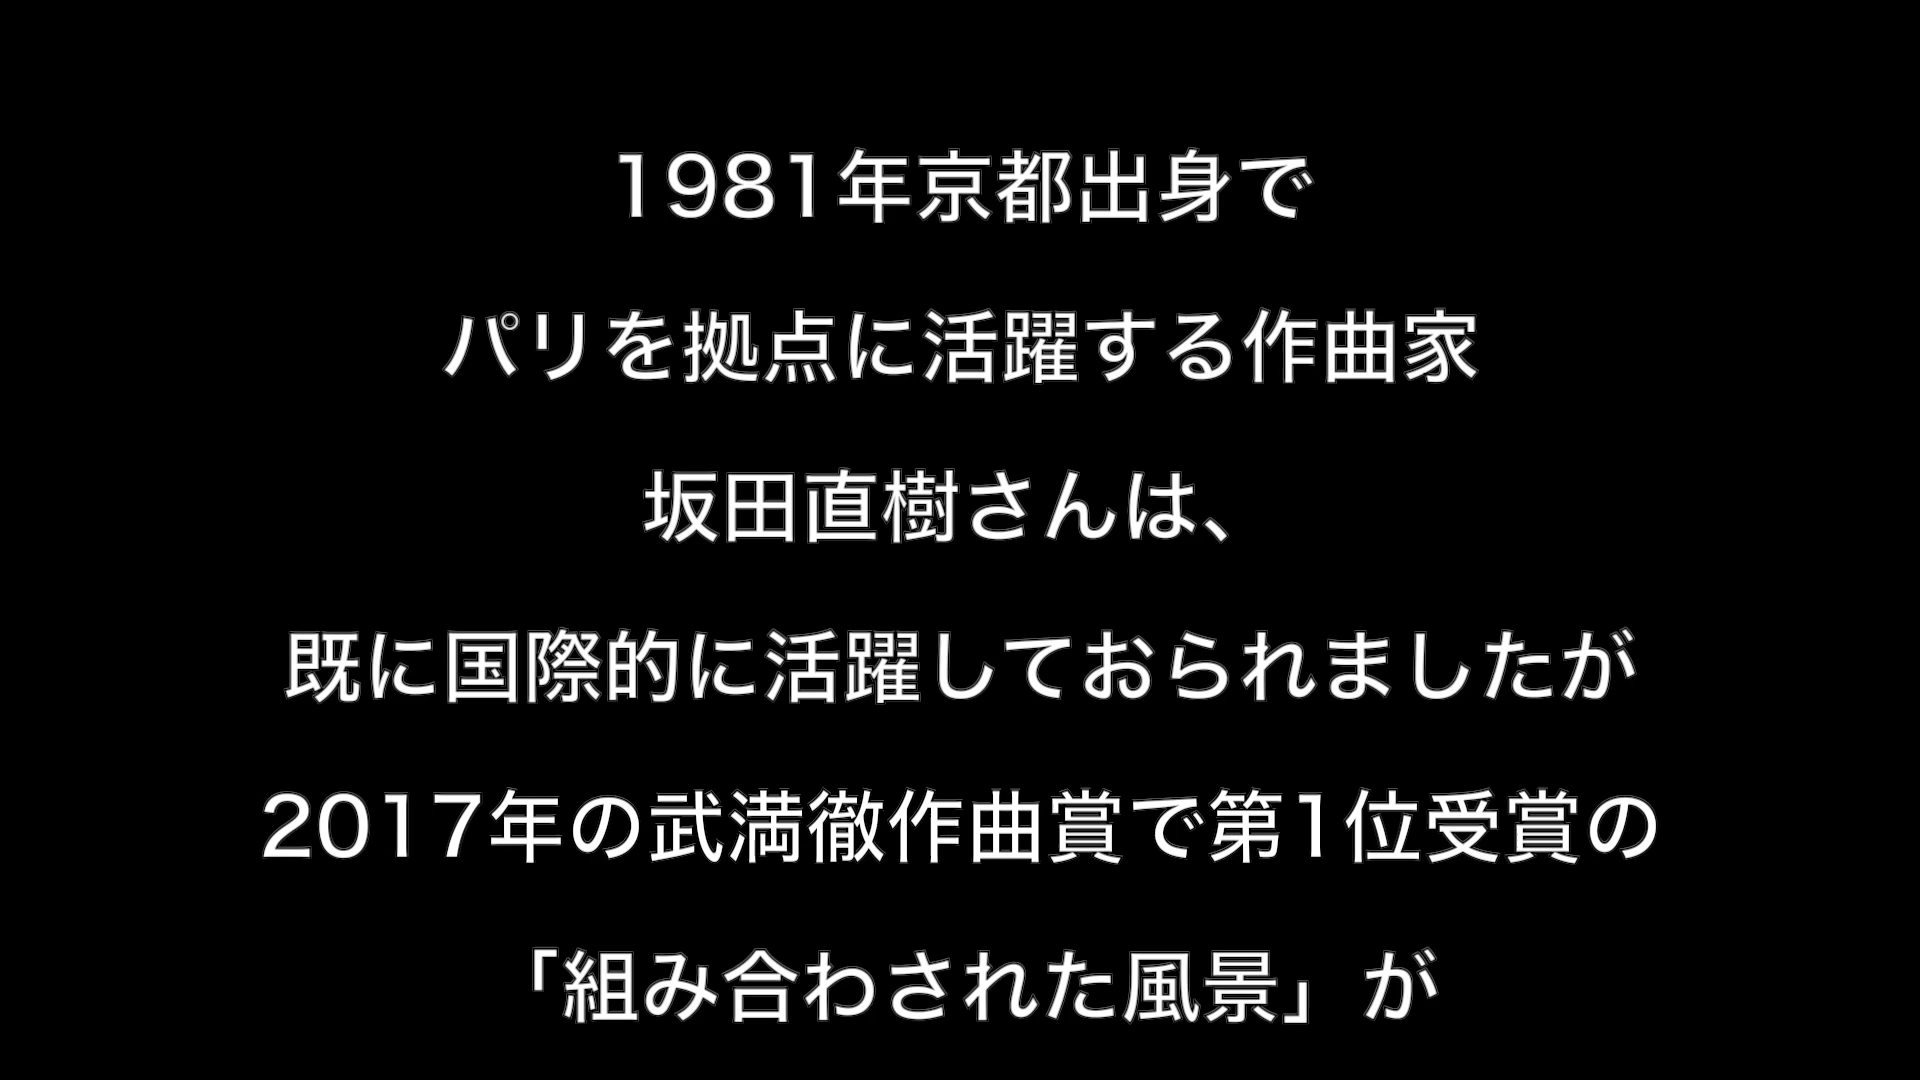 1981年京都出身で
パリを拠点に活躍する作曲家
坂田直樹さんは、
既に国際的に活躍しておられましたが
2017年の武満徹作曲賞で第1位受賞の
「組み合わされた風景」が